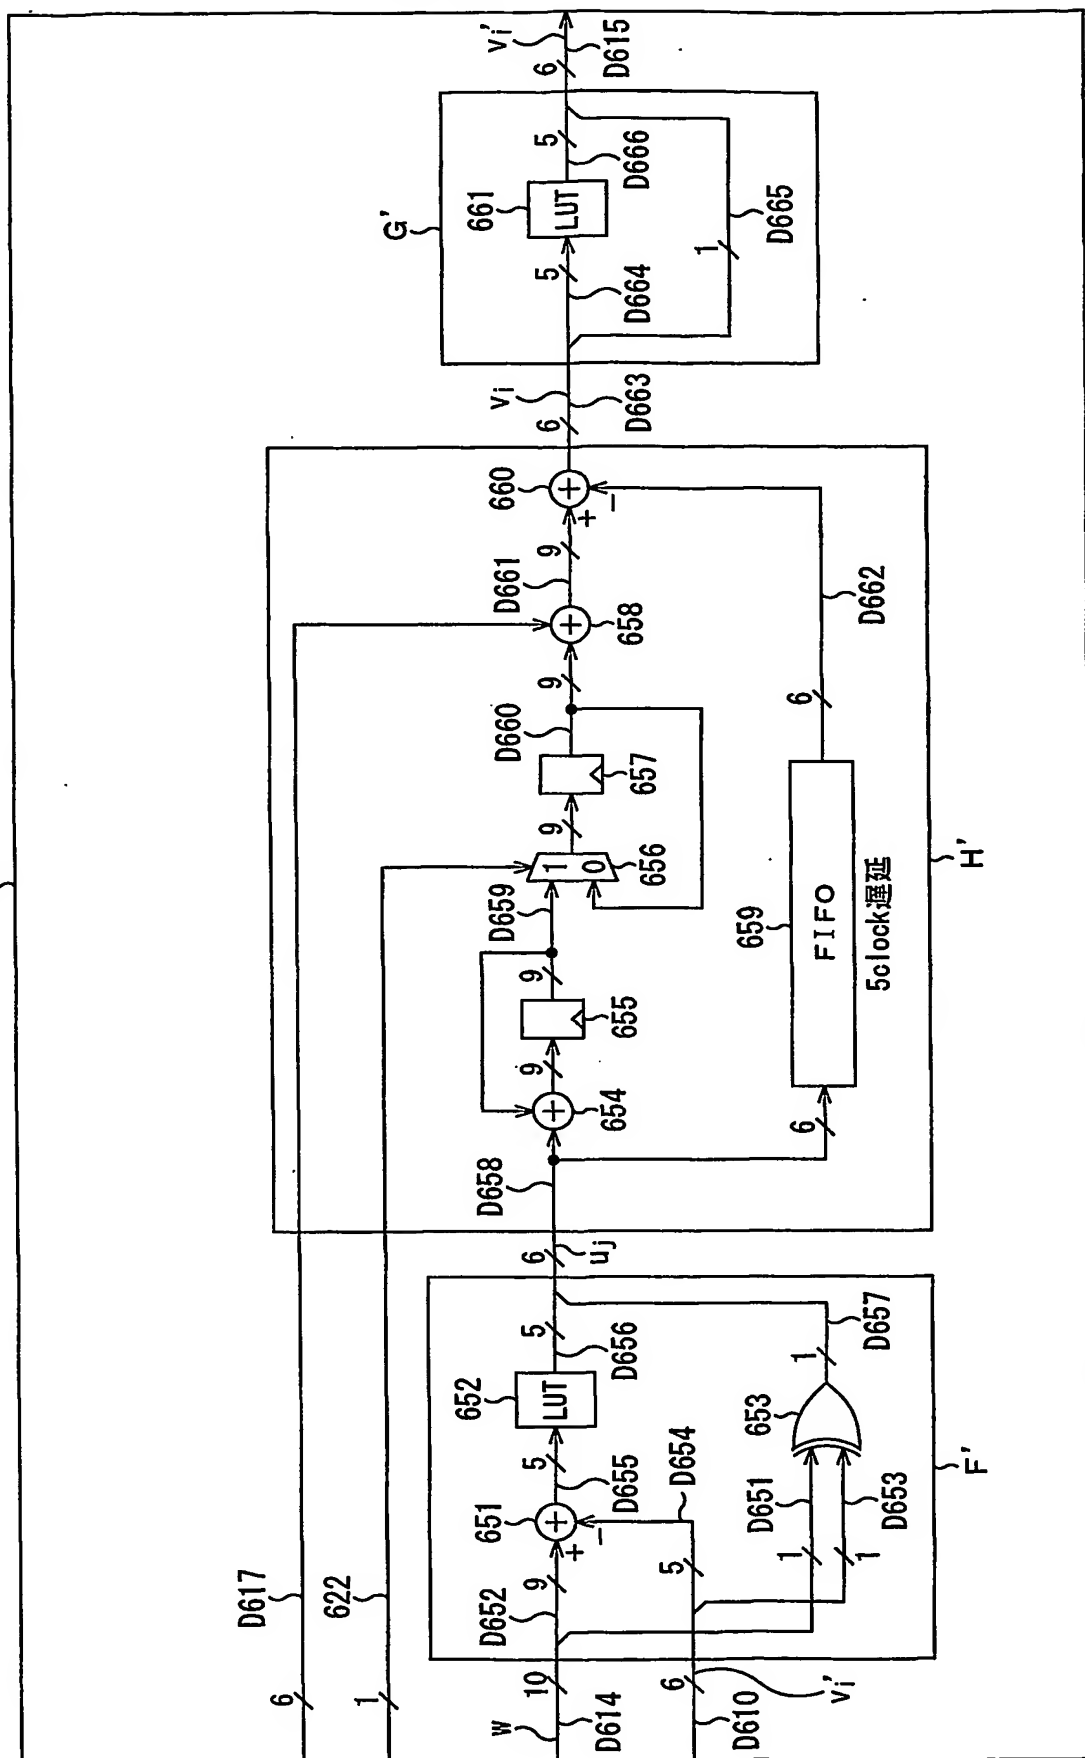 D617
6
622
1
w
10
D614
6
D610
vi'
F'
D652
9
651
+
−
5
D655
652
LUT
5
D656
5
D654
D651
1
D653
1
653
1
D657
6
uj
H'
D658
654
9
655
9
D659
1
0
656
9
657
D660
9
658
D661
9
660
+
−
6
659
FIFO
5clock遅延
6
D662
vi
6
D663
G'
5
D664
661
LUT
5
D666
1
D665
6
D615
vi'